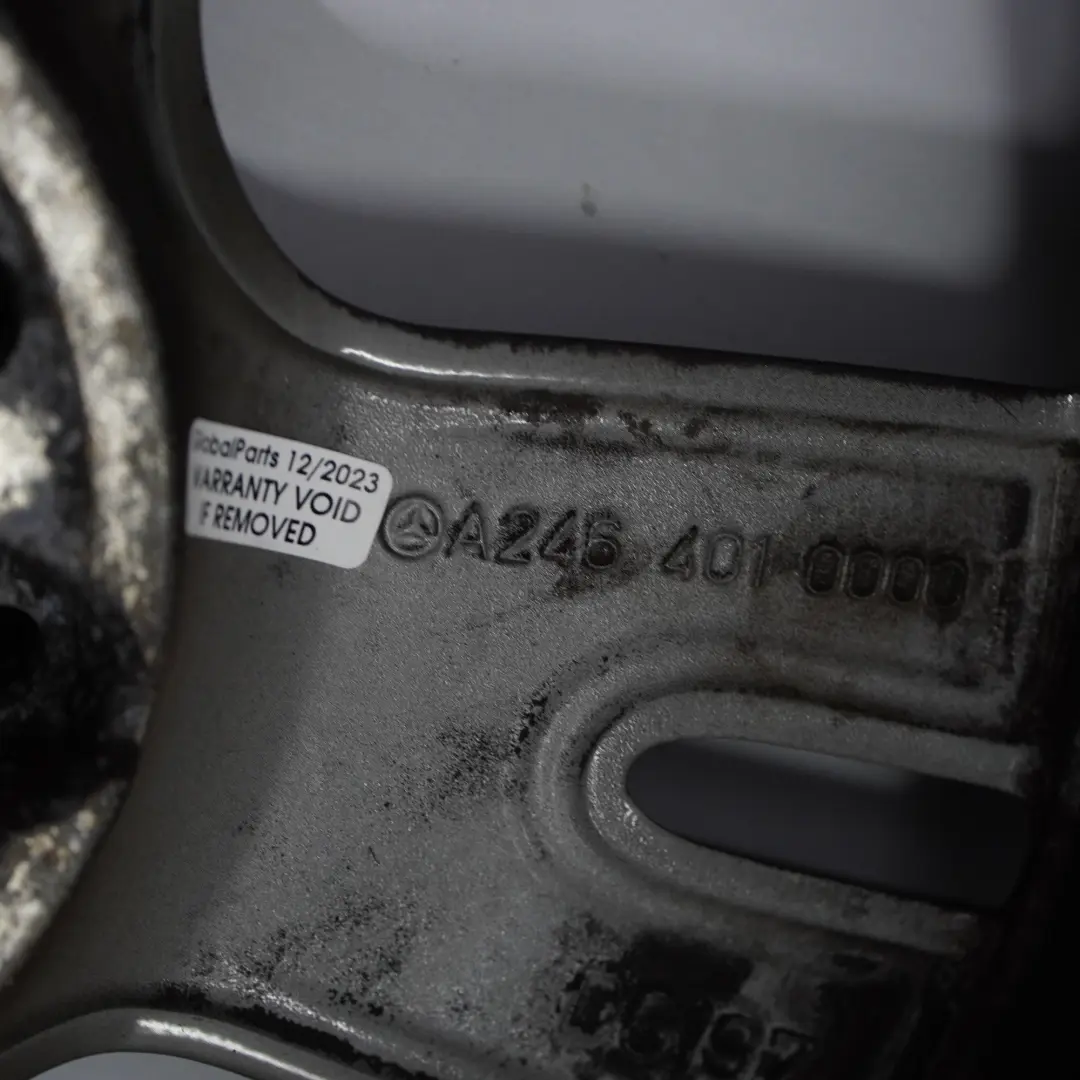 GlobalParts 12/2023
WARRANTY VOID
IF REMOVED
A246 401 0000